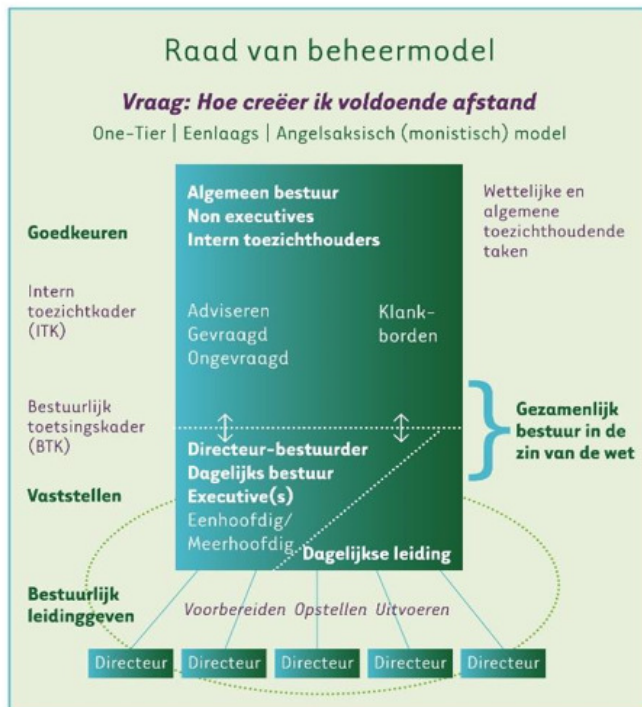 Raad van beheermodel
Vraag: Hoe creëer ik voldoende afstand
One-Tier | Eenlaags | Angelsaksisch (monistisch) model
Algemeen bestuur
Non executives
Intern toezichthouders
Goedkeuren
Wettelijke en
algemene
toezichthoudende
taken
Intern
toezichtkader
(ITK)
Adviseren
Gevraagd
Ongevraagd
Klank-
borden
Bestuurlijk
toetsingskader
(BTK)
Gezamenlijk
bestuur in de
zin van de wet
Directeur-bestuurder
Dagelijks bestuur
Executive(s)
Eenhoofdig/
Meerhoofdig
Vaststellen
Dagelijkse leiding
Bestuurlijk
leidinggeven
Voorbereiden Opstellen Uitvoeren
Directeur Directeur Directeur Directeur Directeur